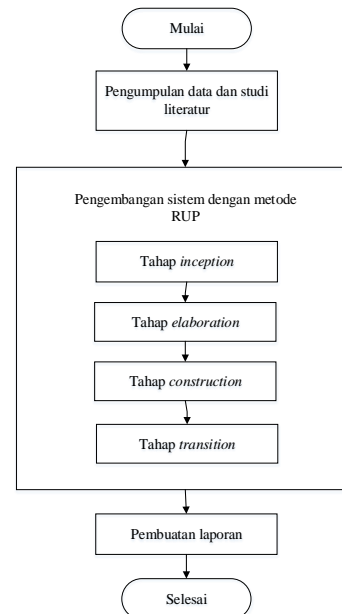 Mulai
Pengumpulan data dan studi
literatur
Pengembangan sistem dengan metode
RUP
Tahap inception
Tahap elaboration
Tahap construction
Tahap transition
Pembuatan laporan
Selesai